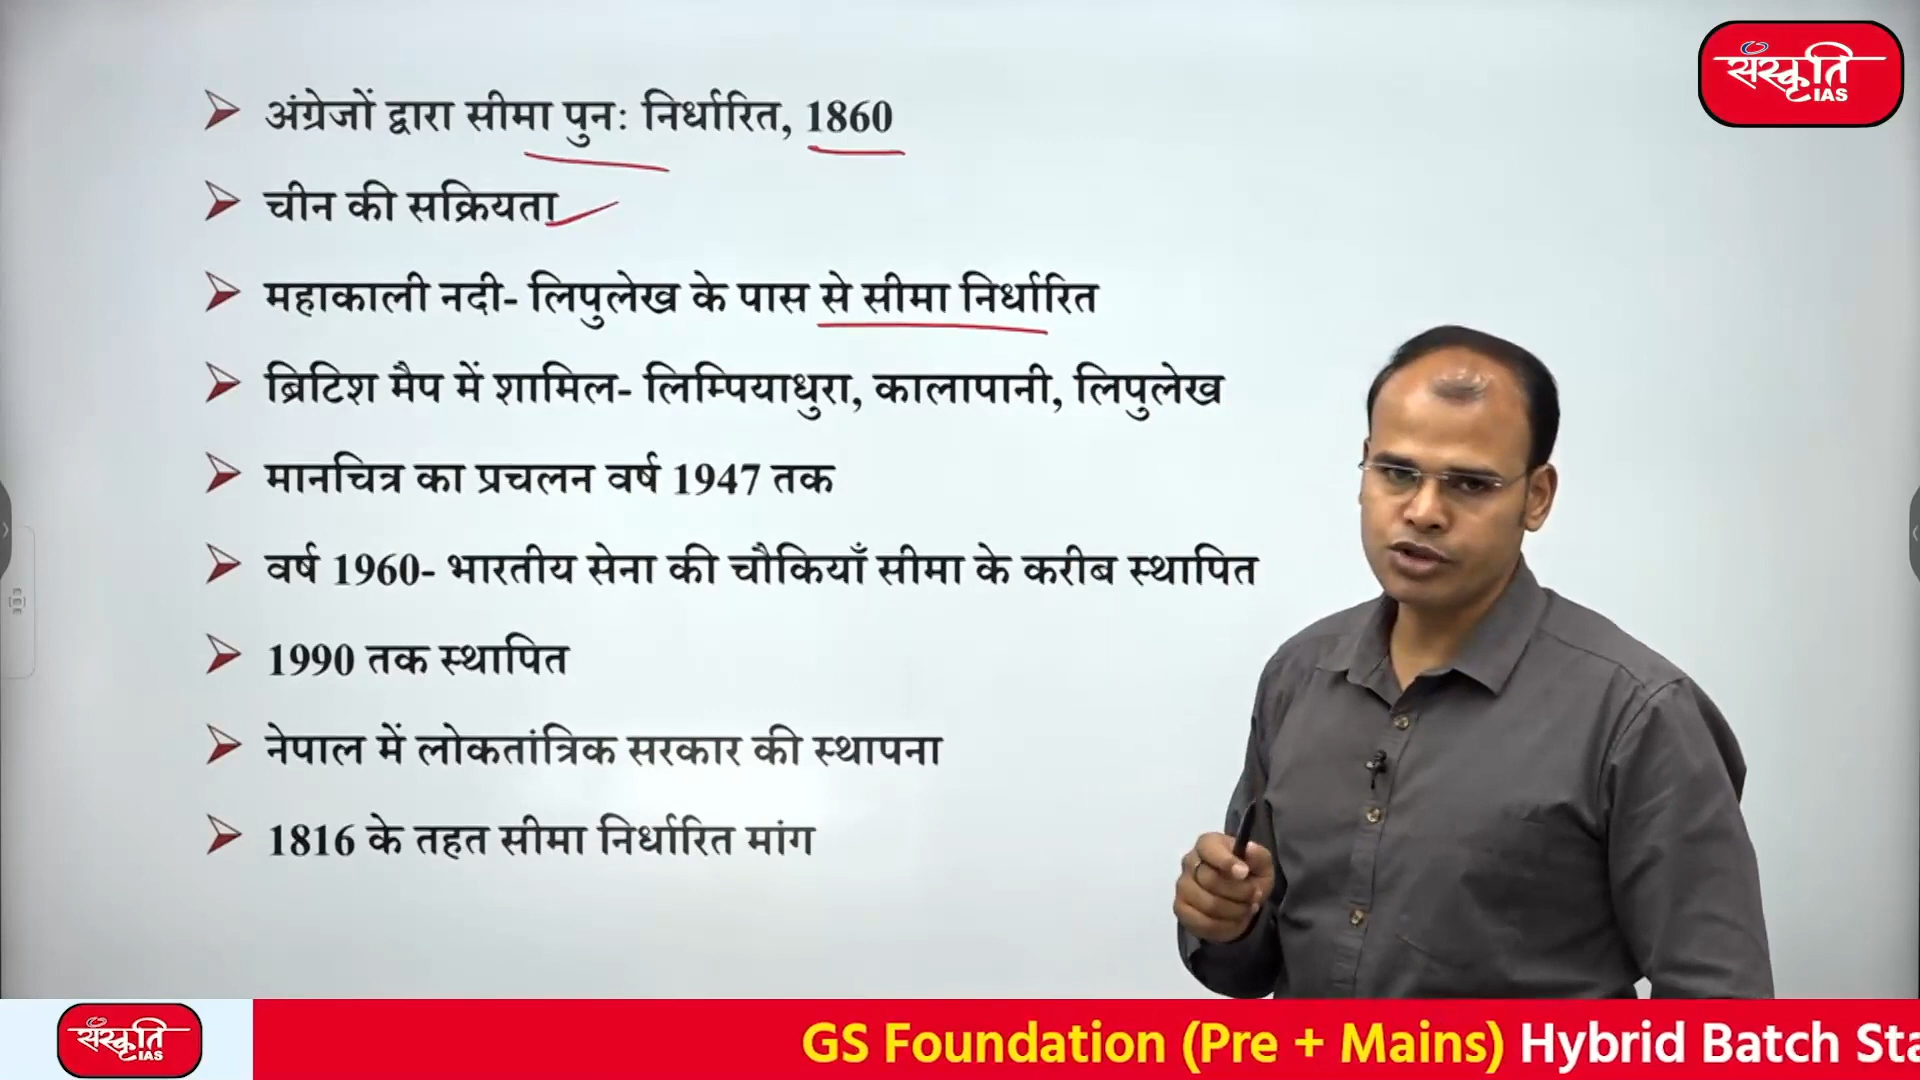 संस्कृति
IAS
अंग्रेजों द्वारा सीमा पुनः निर्धारित, 1860
चीन की सक्रियता
महाकाली नदी- लिपुलेख के पास से सीमा निर्धारित
ब्रिटिश मैप में शामिल- लिम्पियाधुरा, कालापानी, लिपुलेख
मानचित्र का प्रचलन वर्ष 1947 तक
वर्ष 1960- भारतीय सेना की चौकियाँ सीमा के करीब स्थापित
1990 तक स्थापित
नेपाल में लोकतांत्रिक सरकार की स्थापना
1816 के तहत सीमा निर्धारित मांग
संस्कृति
IAS
GS Foundation (Pre + Mains) Hybrid Batch Sta